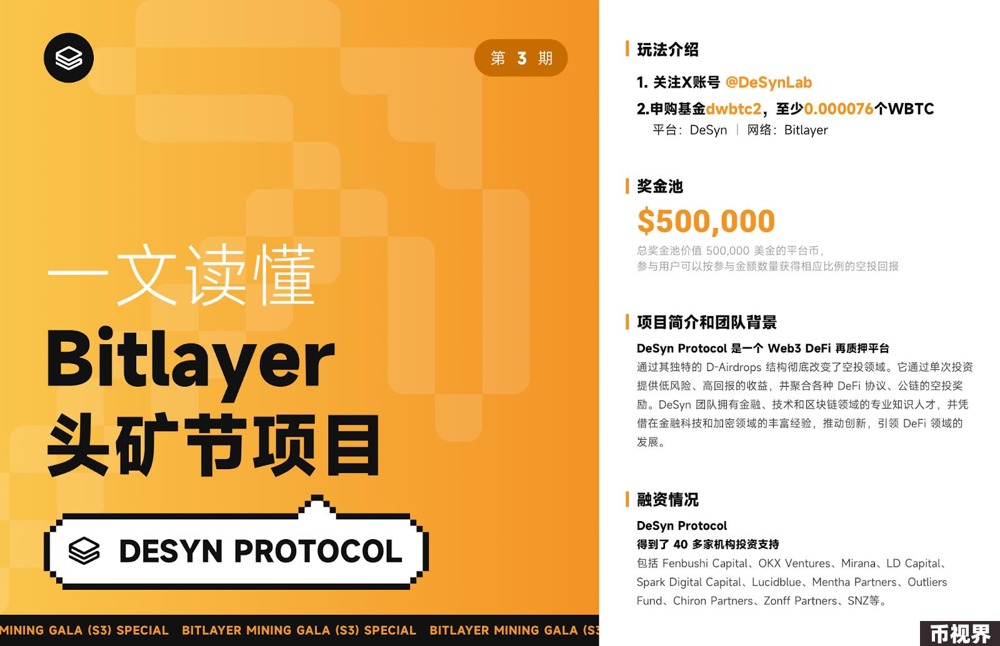 第 3 期
一文读懂
Bitlayer
头矿节项目
DESYN PROTOCOL
MINING GALA (S3) SPECIAL BITLAYER MINING GALA (S3) SPECIAL BITLAYER MINING GALA (S3
玩法介绍
1. 关注X账号 @DeSynLab
2.申购基金dwbtc2，至少0.000076个WBTC
平台：DeSyn | 网络：Bitlayer
奖金池
$500,000
总奖金池价值 500,000 美金的平台币，
参与用户可以按参与金额数量获得相应比例的空投回报
项目简介和团队背景
DeSyn Protocol 是一个 Web3 DeFi 再质押平台
通过其独特的 D-Airdrops 结构彻底改变了空投领域。它通过单次投资
提供低风险、高回报的收益，并聚合各种 DeFi 协议、公链的空投奖
励。DeSyn 团队拥有金融、技术和区块链领域的专业知识人才，并凭
借在金融科技和加密领域的丰富经验，推动创新，引领 DeFi 领域的
发展。
融资情况
DeSyn Protocol
得到了 40 多家机构投资支持
包括 Fenbushi Capital、OKX Ventures、Mirana、LD Capital、
Spark Digital Capital、Lucidblue、Mentha Partners、Outliers
Fund、Chiron Partners、Zonff Partners、SNZ等。
币视界